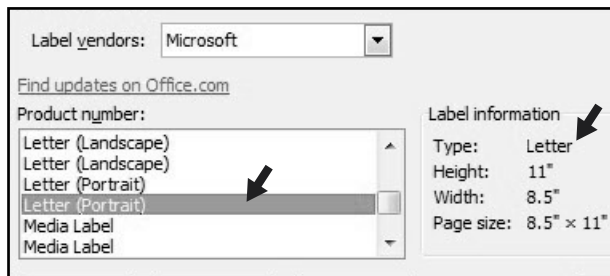 Label vendors: Microsoft
Find updates on Office.com
Product number:
Letter (Landscape)
Letter (Landscape)
Letter (Portrait)
Letter (Portrait)
Media Label
Media Label
Label information
Type: Letter
Height: 11"
Width: 8.5"
Page size: 8.5" × 11"